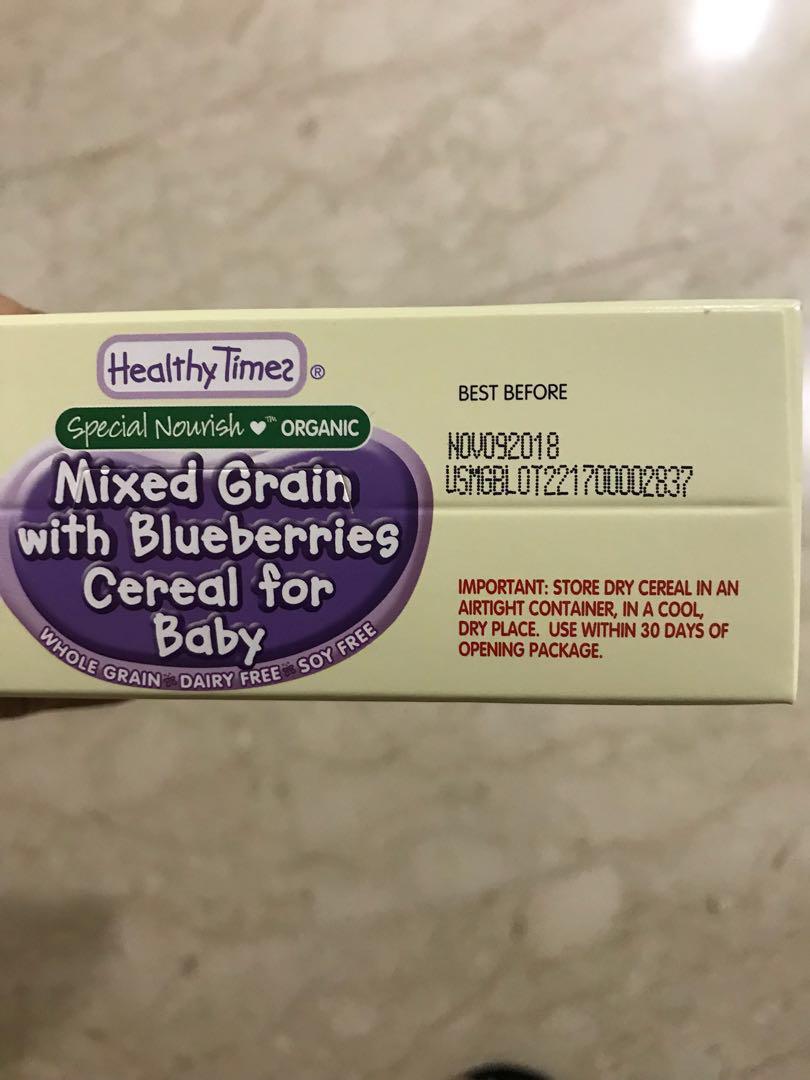 Healthy Times ®
Special Nourish ♥™ ORGANIC
Mixed Grain
with Blueberries
Cereal for
Baby
WHOLE GRAIN DAIRY FREE SOY FREE
BEST BEFORE
NOV092018
USMGBLOT221700002837
IMPORTANT: STORE DRY CEREAL IN AN
AIRTIGHT CONTAINER, IN A COOL,
DRY PLACE. USE WITHIN 30 DAYS OF
OPENING PACKAGE.